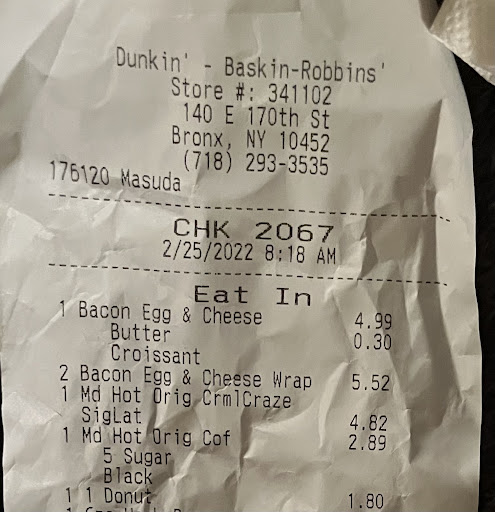 Dunkin' - Baskin-Robbins'
Store #: 341102
140 E 170th St
Bronx, NY 10452
(718) 293-3535
176120 Masuda
CHK 2067
2/25/2022 8:18 AM
Eat In
1 Bacon Egg & Cheese 4.99
Butter 0.30
Croissant
2 Bacon Egg & Cheese Wrap 5.52
1 Md Hot Orig CrmlCraze
SigLat 4.82
1 Md Hot Orig Cof 2.89
5 Sugar
Black
1 1 Donut 1.80